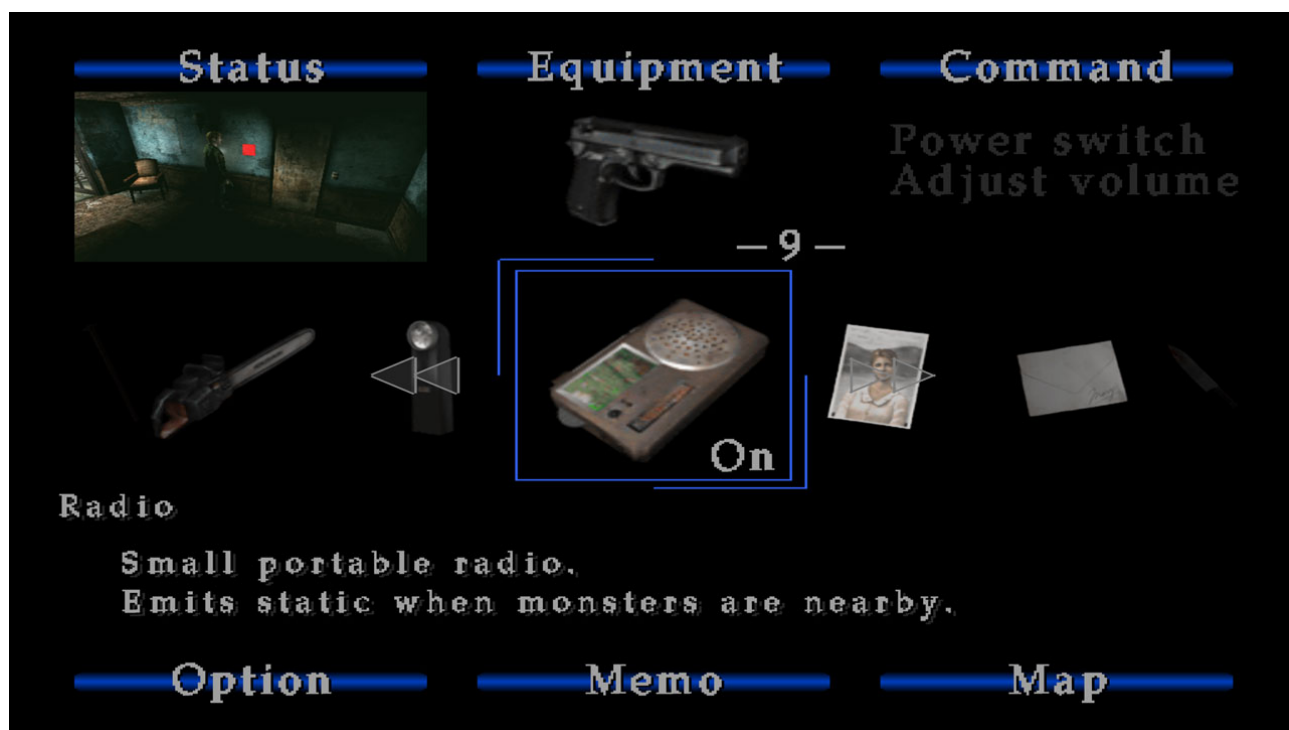 Status
Equipment
Command
Power switch
Adjust volume
– 9 –
On
Radio
Small portable radio.
Emits static when monsters are nearby.
Option
Memo
Map